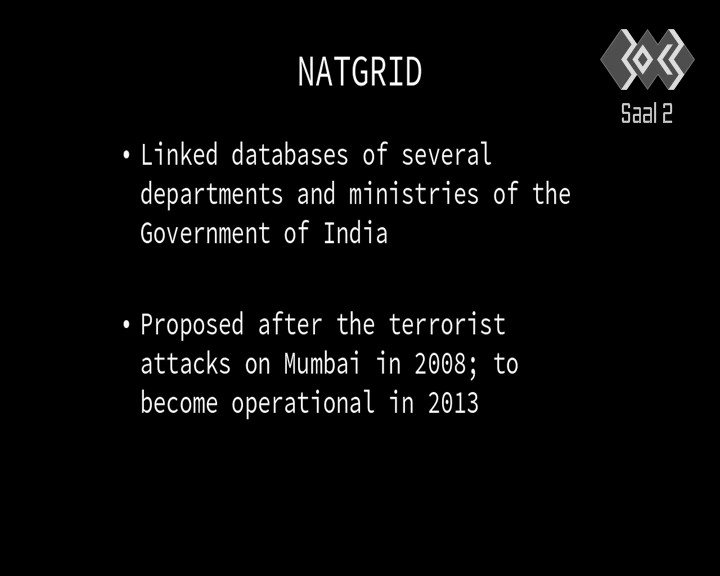 NATGRID
Saal 2
• Linked databases of several
departments and ministries of the
Government of India
• Proposed after the terrorist
attacks on Mumbai in 2008; to
become operational in 2013